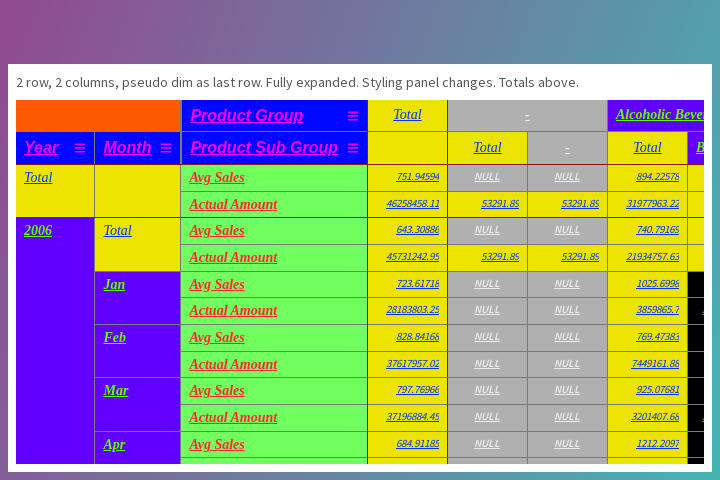 2 row, 2 columns, pseudo dim as last row. Fully expanded. Styling panel changes. Totals above.
Product Group Total - Alcoholic Bever
Year Month Product Sub Group Total - Total
Total Avg Sales 751.94594 NULL NULL 894.22578
Actual Amount 46258458.11 53291.89 53291.89 31977963.22
2006 Total Avg Sales 643.30886 NULL NULL 740.79169
Actual Amount 45731242.95 53291.89 53291.89 21934757.63
Jan Avg Sales 723.61718 NULL NULL 1025.6998
Actual Amount 28183803.25 NULL NULL 3859865.7
Feb Avg Sales 828.84168 NULL NULL 769.47383
Actual Amount 37617957.02 NULL NULL 7449161.88
Mar Avg Sales 797.76966 NULL NULL 925.07681
Actual Amount 37196884.45 NULL NULL 3201407.68
Apr Avg Sales 684.91185 NULL NULL 1212.2097